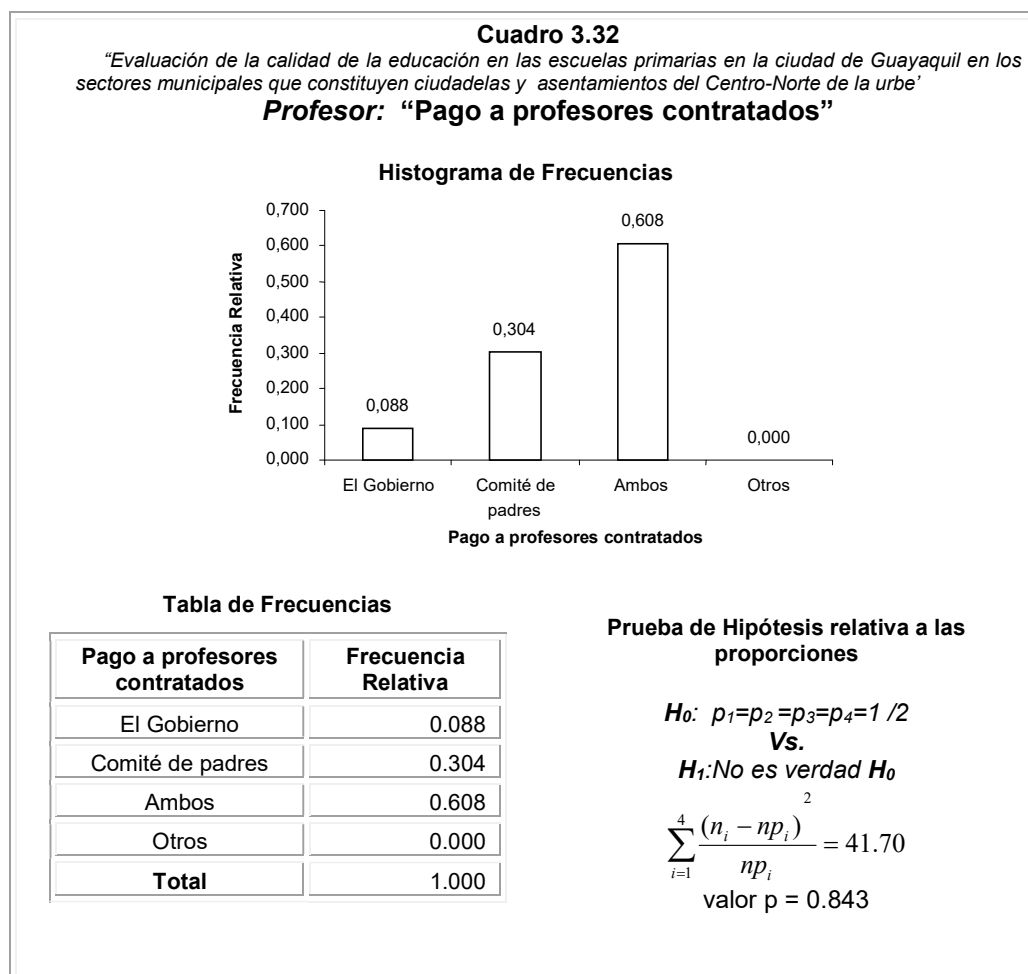 Cuadro 3.32
“Evaluación de la calidad de la educación en las escuelas primarias en la ciudad de Guayaquil en los
sectores municipales que constituyen ciudadelas y asentamientos del Centro-Norte de la urbe’
Profesor: “Pago a profesores contratados”
Histograma de Frecuencias
Frecuencia Relativa
0,700
0,600
0,500
0,400
0,300
0,200
0,100
0,000
0,088
0,304
0,608
0,000
El Gobierno
Comité de
padres
Ambos
Otros
Pago a profesores contratados
Tabla de Frecuencias
Pago a profesores
contratados
Frecuencia
Relativa
El Gobierno 0.088
Comité de padres 0.304
Ambos 0.608
Otros 0.000
Total 1.000
Prueba de Hipótesis relativa a las
proporciones
H₀: p₁=p₂=p₃=p₄=1 /2
Vs.
H₁:No es verdad H₀
∑ᵢ₌₁⁴ (nᵢ − npᵢ)² / npᵢ = 41.70
valor p = 0.843